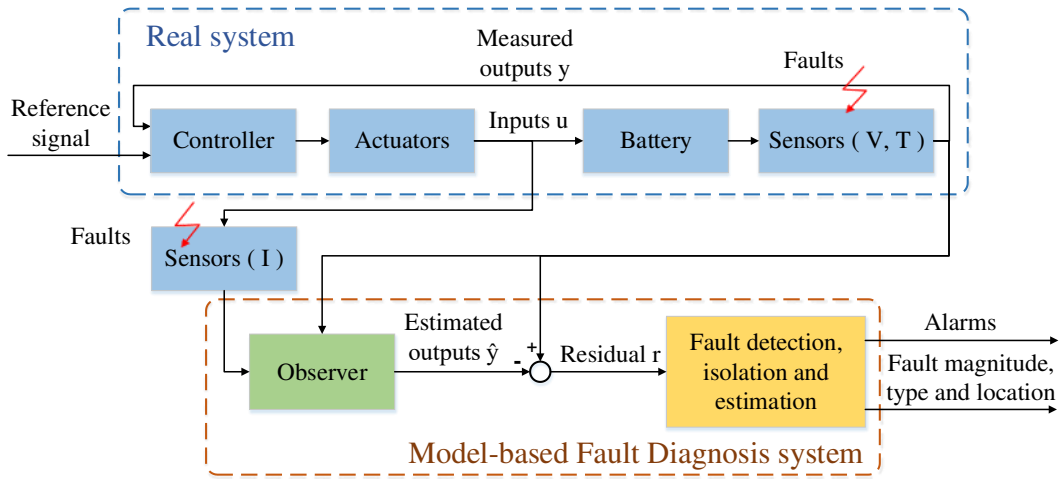 Real system
Measured
outputs y
Faults
Reference
signal
Controller
Actuators
Inputs u
Battery
Sensors ( V, T )
Faults
Sensors ( I )
Observer
Estimated
outputs ŷ
+
-
Residual r
Fault detection,
isolation and
estimation
Alarms
Fault magnitude,
type and location
Model-based Fault Diagnosis system